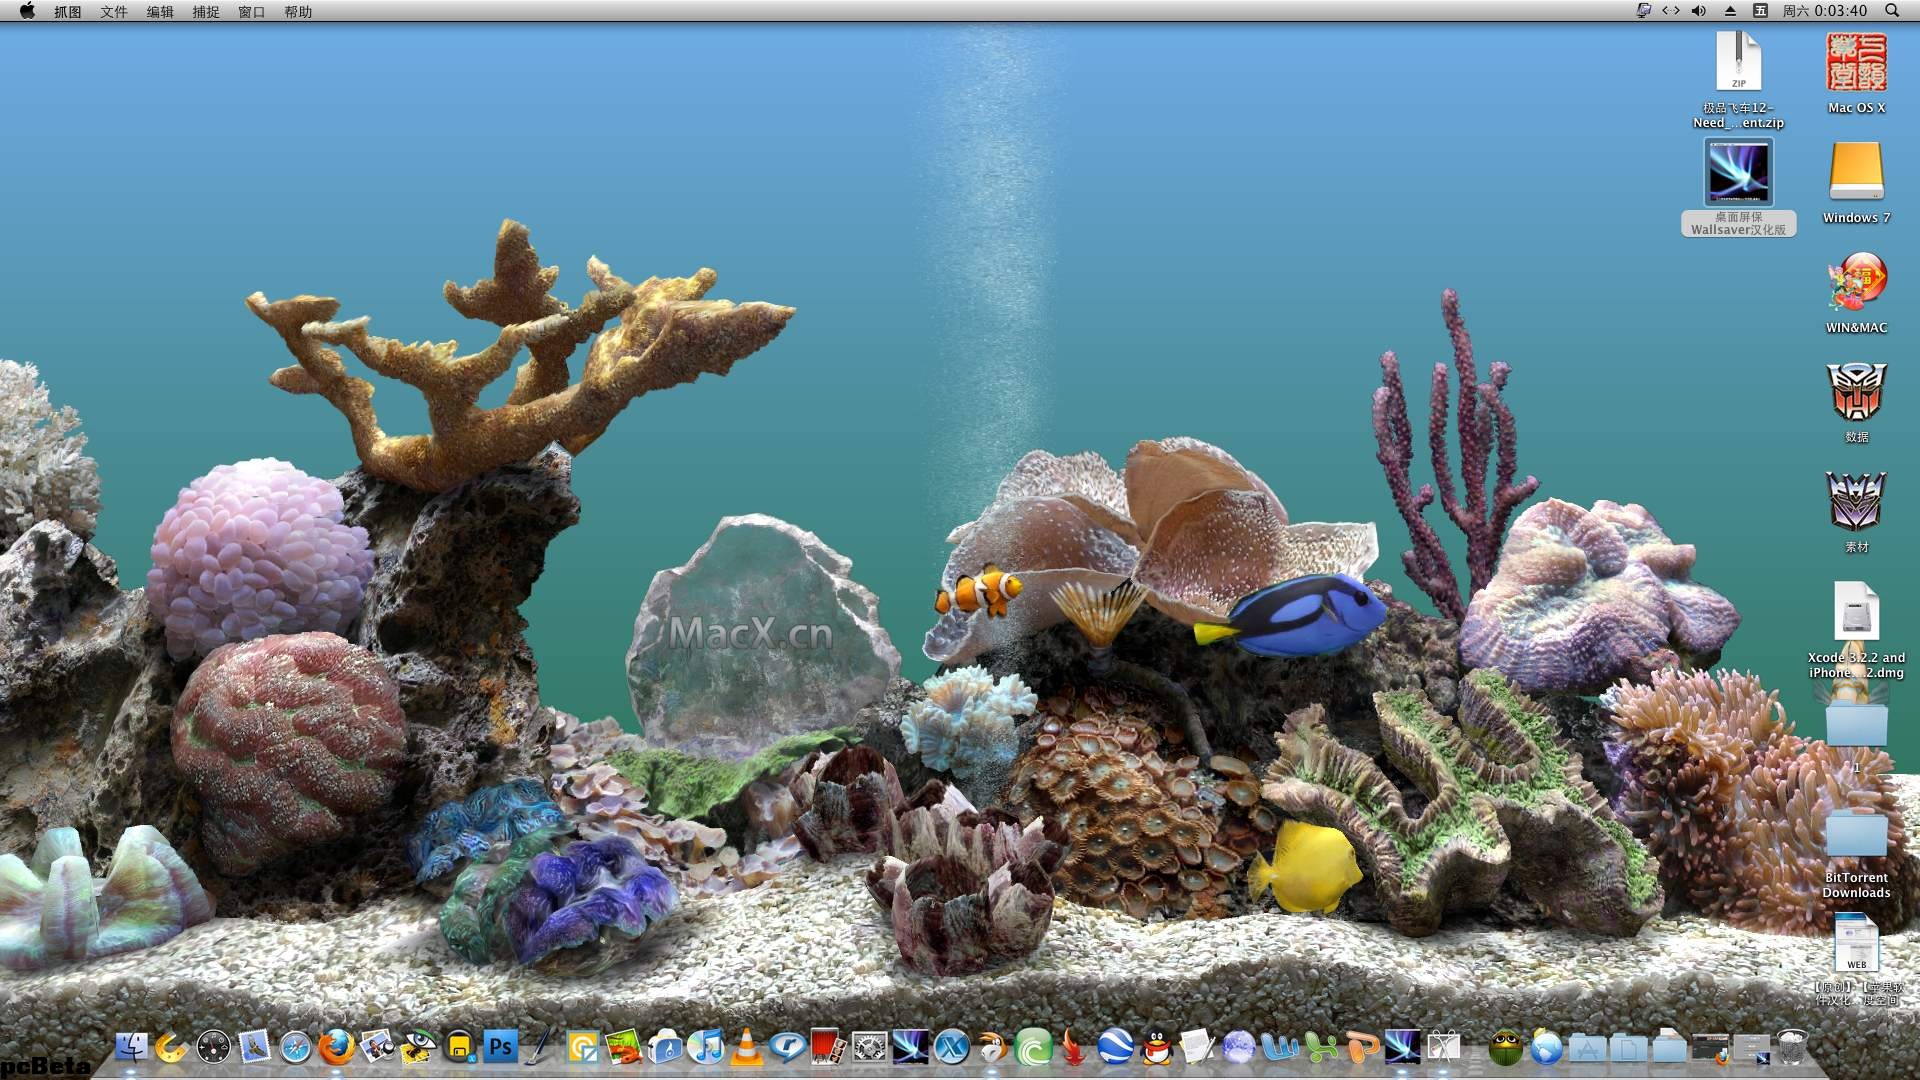 抓图 文件 编辑 捕捉 窗口 帮助
五 周六 0:03:40
ZIP
极品飞车12-
Need_...ent.zip
Mac OS X
桌面屏保
Wallsaver汉化版
Windows 7
福
WIN&MAC
数据
素材
MacX.cn
Xcode 3.2.2 and
iPhone...2.dmg
1
BitTorrent
Downloads
WEB
【原创】【苹果软
件汉化...度空间
Ps
pcBeta